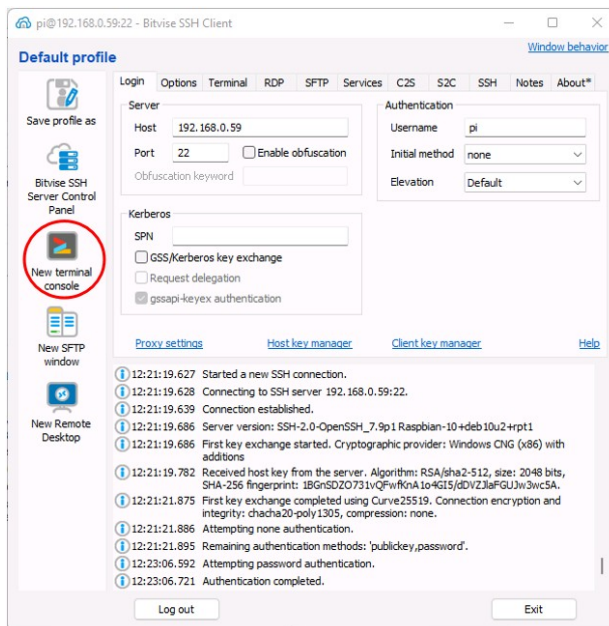 pi@192.168.0.59:22 - Bitvise SSH Client
Window behavior
Default profile
Save profile as
Bitvise SSH
Server Control
Panel
New terminal
console
New SFTP
window
New Remote
Desktop
Login Options Terminal RDP SFTP Services C2S S2C SSH Notes About*
Server
Host 192.168.0.59
Port 22 Enable obfuscation
Obfuscation keyword
Authentication
Username pi
Initial method none
Elevation Default
Kerberos
SPN
GSS/Kerberos key exchange
Request delegation
gssapi-keyex authentication
Proxy settings Host key manager Client key manager Help
12:21:19.627 Started a new SSH connection.
12:21:19.628 Connecting to SSH server 192.168.0.59:22.
12:21:19.639 Connection established.
12:21:19.686 Server version: SSH-2.0-OpenSSH_7.9p1 Raspbian-10+deb10u2+rpt1
12:21:19.686 First key exchange started. Cryptographic provider: Windows CNG (x86) with
additions
12:21:19.782 Received host key from the server. Algorithm: RSA/sha2-512, size: 2048 bits,
SHA-256 fingerprint: 1BGnSDZO731vQFwfKnA1o4GI5/dDVZJlaFGUJw3wc5A.
12:21:21.875 First key exchange completed using Curve25519. Connection encryption and
integrity: chacha20-poly1305, compression: none.
12:21:21.886 Attempting none authentication.
12:21:21.895 Remaining authentication methods: 'publickey,password'.
12:23:06.592 Attempting password authentication.
12:23:06.721 Authentication completed.
Log out
Exit